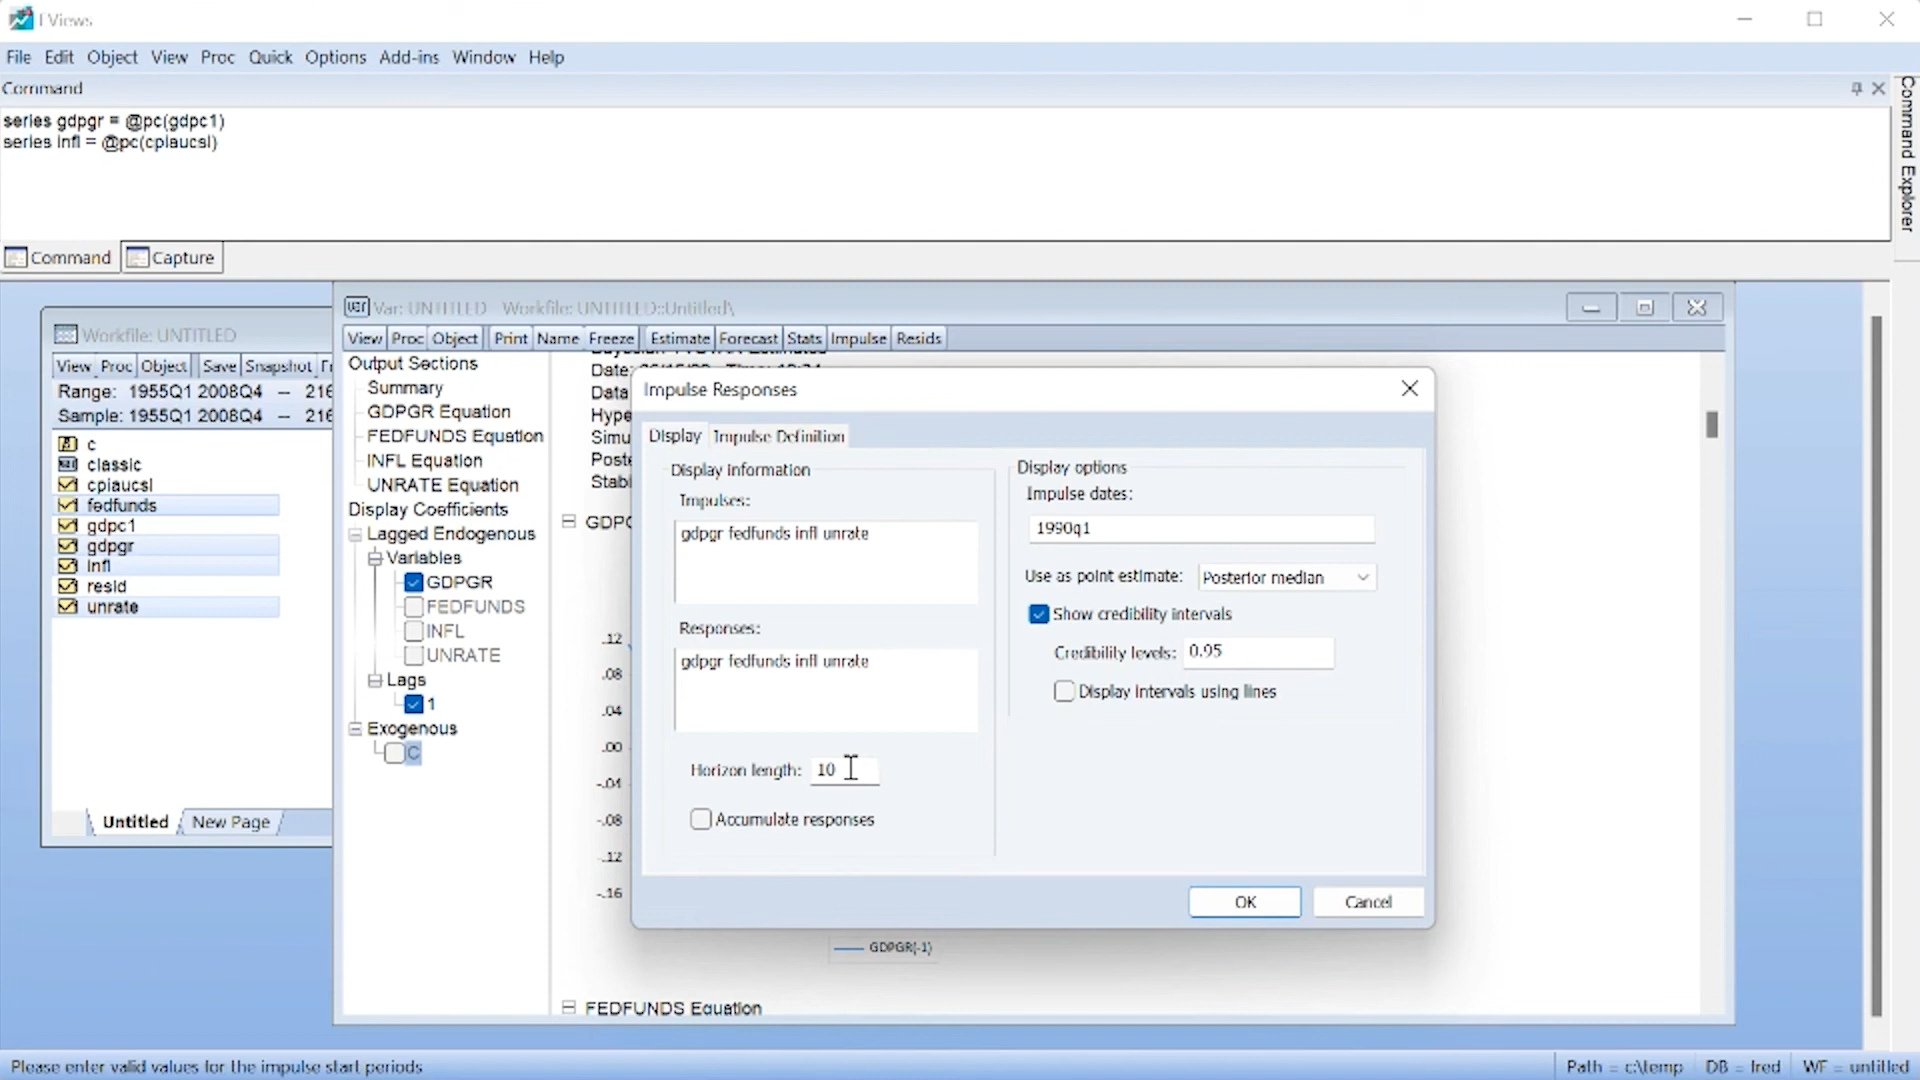 EViews
File Edit Object View Proc Quick Options Add-ins Window Help
Command
series gdpgr = @pc(gdpc1)
series infl = @pc(cpiaucsl)
Command Capture
Command Explorer
Workfile: UNTITLED
View Proc Object Save Snapshot
Range: 1955Q1 2008Q4 -- 216
Sample: 1955Q1 2008Q4 -- 216
c
classic
cpiaucsl
fedfunds
gdpc1
gdpgr
infl
resid
unrate
Untitled New Page
var Var: UNTITLED Workfile: UNTITLED::Untitled\
View Proc Object Print Name Freeze Estimate Forecast Stats Impulse Resids
Output Sections
Summary
GDPGR Equation
FEDFUNDS Equation
INFL Equation
UNRATE Equation
Display Coefficients
Lagged Endogenous
Variables
GDPGR
FEDFUNDS
INFL
UNRATE
Lags
1
Exogenous
C
Date:
Data
Hype
Simu
Poste
Stabi
.12
.08
.04
.00
-.04
-.08
-.12
-.16
GDPGR(-1)
FEDFUNDS Equation
Impulse Responses
Display Impulse Definition
Display information
Impulses:
gdpgr fedfunds infl unrate
Responses:
gdpgr fedfunds infl unrate
Horizon length: 10
Accumulate responses
Display options
Impulse dates:
1990q1
Use as point estimate: Posterior median
Show credibility intervals
Credibility levels: 0.95
Display intervals using lines
OK Cancel
Please enter valid values for the impulse start periods
Path = c:\temp DB = fred WF = untitled